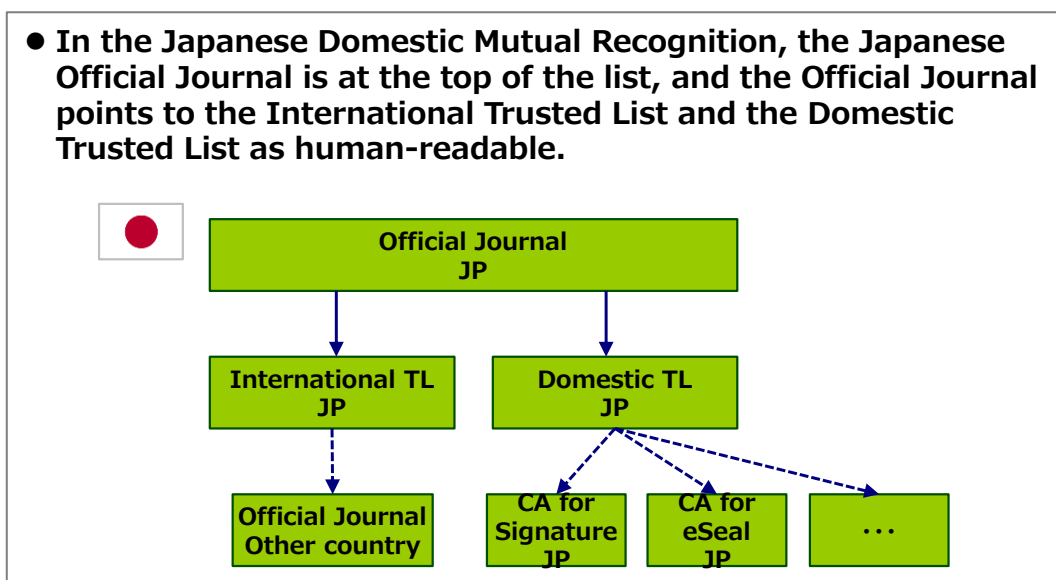 ● In the Japanese Domestic Mutual Recognition, the Japanese
Official Journal is at the top of the list, and the Official Journal
points to the International Trusted List and the Domestic
Trusted List as human-readable.
Official Journal
JP
International TL
JP
Domestic TL
JP
Official Journal
Other country
CA for
Signature
JP
CA for
eSeal
JP
···